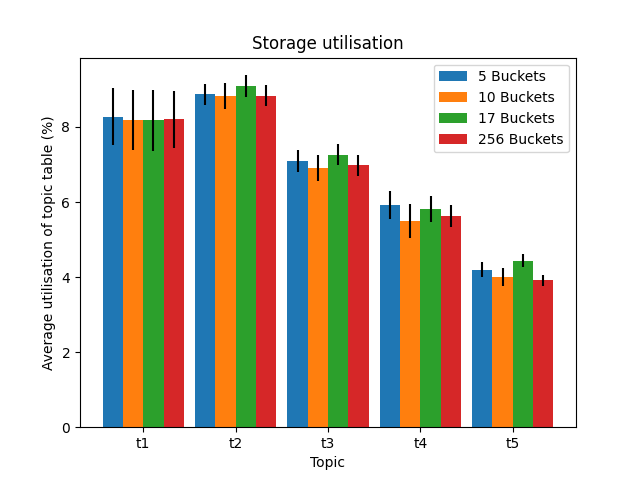 Storage utilisation
5 Buckets
10 Buckets
17 Buckets
256 Buckets
Average utilisation of topic table (%)
8
6
4
2
0
t1 t2 t3 t4 t5
Topic